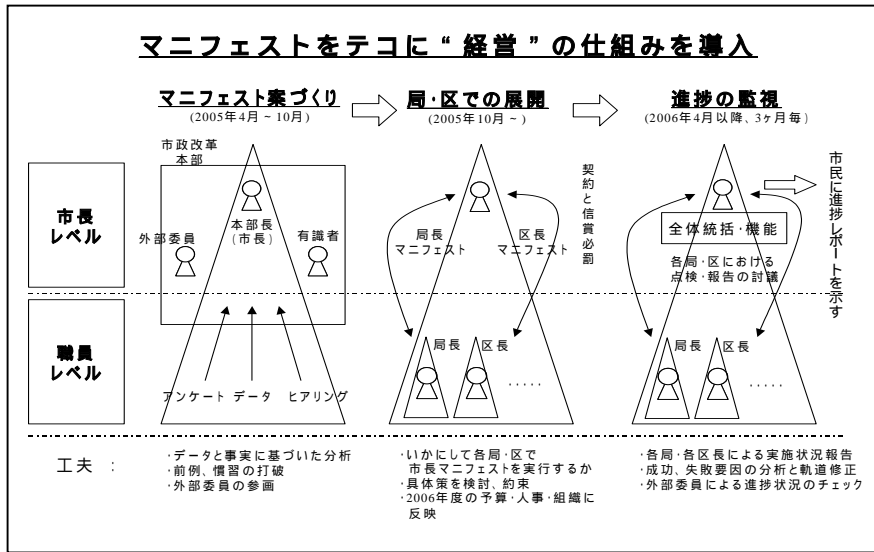 マニフェストをテコに“経営”の仕組みを導入
マニフェスト案づくり
(2005年4月~10月)
局・区での展開
(2005年10月~)
進捗の監視
(2006年4月以降、3ヶ月毎)
市長
レベル
市政改革
本部
本部長
(市長)
外部委員
有識者
局長
マニフェスト
区長
マニフェスト
契約と信賞必罰
全体統括・機能
各局・区における
点検・報告の討議
市民に進捗レポートを示す
職員
レベル
アンケート データ ヒアリング
局長 区長
.....
局長 区長
.....
工夫 :
・データと事実に基づいた分析
・前例、慣習の打破
・外部委員の参画
・いかにして各局・区で
市長マニフェストを実行するか
・具体策を検討、約束
・2006年度の予算・人事・組織に
反映
・各局・各区長による実施状況報告
・成功、失敗要因の分析と軌道修正
・外部委員による進捗状況のチェック